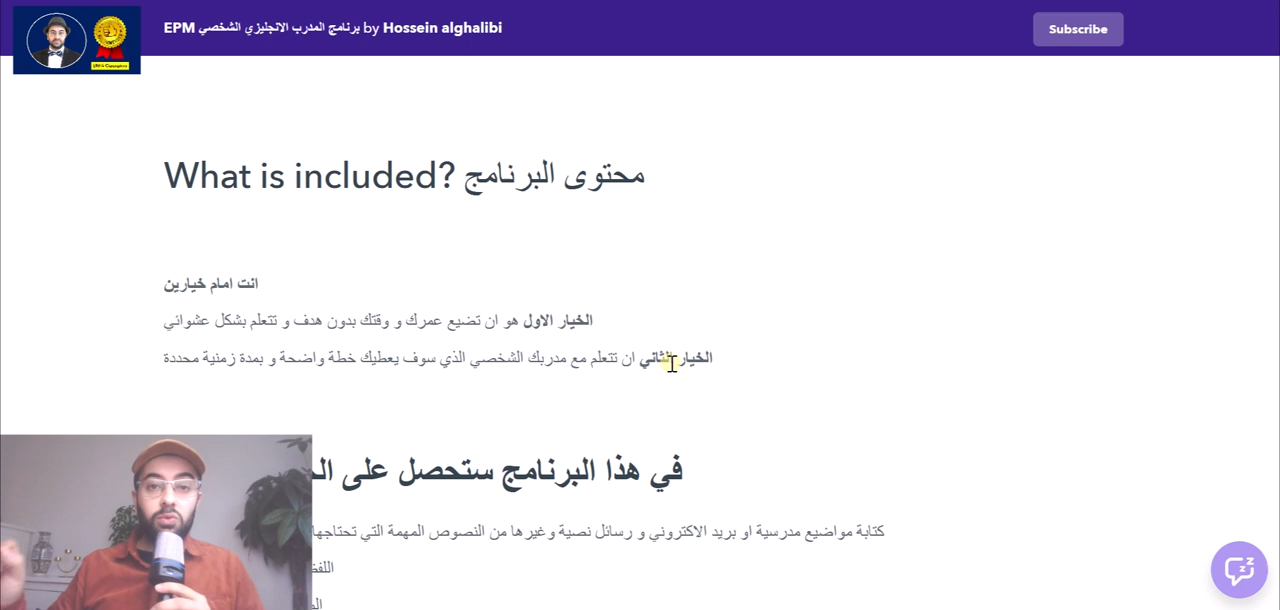 EPM برنامج المدرب الانجليزي الشخصي by Hossein alghalibi
Subscribe
What is included? محتوى البرنامج
انت امام خيارين
الخيار الاول هو ان تضيع عمرك و وقتك بدون هدف و تتعلم بشكل عشوائي
الخيار الثاني ان تتعلم مع مدربك الشخصي الذي سوف يعطيك خطة واضحة و بمدة زمنية محددة
في هذا البرنامج ستحصل على
كتابة مواضيع مدرسية او بريد الاكتروني و رسائل نصية وغيرها من النصوص المهمة التي تحتاجها